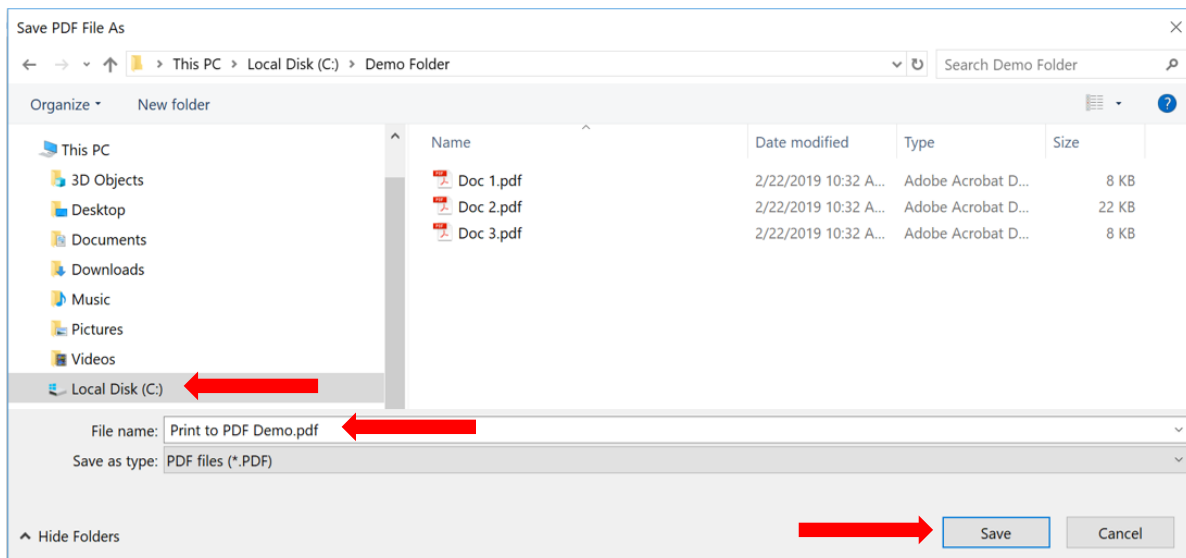 Save PDF File As
This PC > Local Disk (C:) > Demo Folder
Search Demo Folder
Organize
New folder
Name
Date modified
Type
Size
This PC
3D Objects
Desktop
Documents
Downloads
Music
Pictures
Videos
Local Disk (C:)
Doc 1.pdf 2/22/2019 10:32 A... Adobe Acrobat D... 8 KB
Doc 2.pdf 2/22/2019 10:32 A... Adobe Acrobat D... 22 KB
Doc 3.pdf 2/22/2019 10:32 A... Adobe Acrobat D... 8 KB
File name: Print to PDF Demo.pdf
Save as type: PDF files (*.PDF)
Hide Folders
Save
Cancel